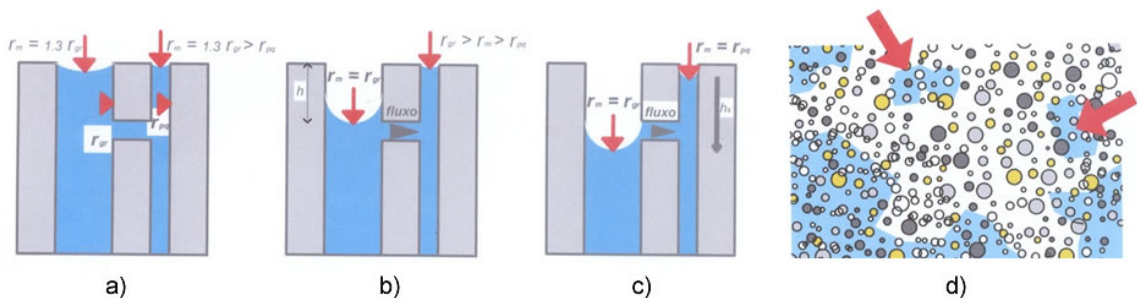 r_m = 1.3 r_gr
r_m = 1.3 r_gr > r_pq
r_gr
r_pq
a)
h
r_m = r_gr
r_gr > r_m > r_pq
fluxo
b)
r_m = r_gr
r_m = r_pq
fluxo
h_s
c)
d)